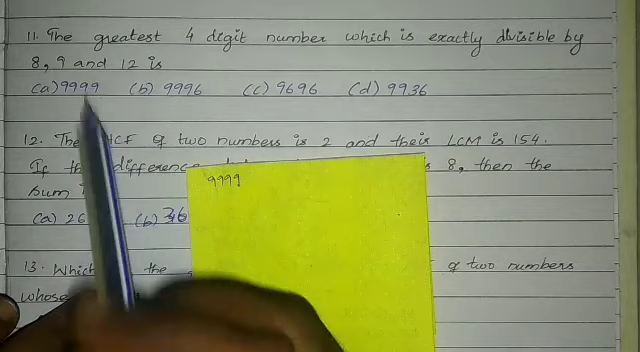 11. The greatest 4 digit number which is exactly divisible by
8, 9 and 12 is
(a) 9999 (b) 9996 (c) 9696 (d) 9936
12. The HCF of two numbers is 2 and their LCM is 154.
If difference 8, then the
sum
9999
(a) 26 (b) 36
13. Which the of two numbers
whose